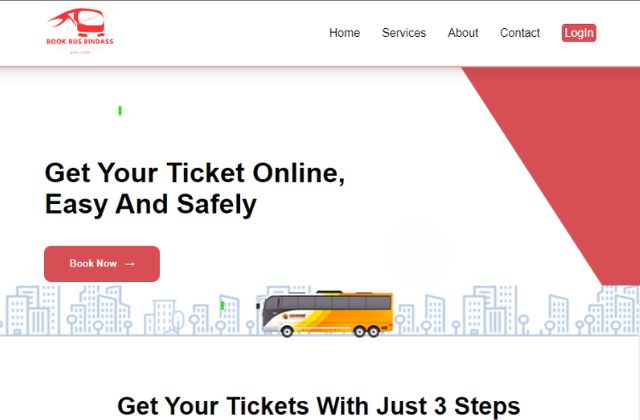 BOOK BUS BINDASS
Home
Services
About
Contact
LogIn
Get Your Ticket Online,
Easy And Safely
Book Now →
Get Your Tickets With Just 3 Steps